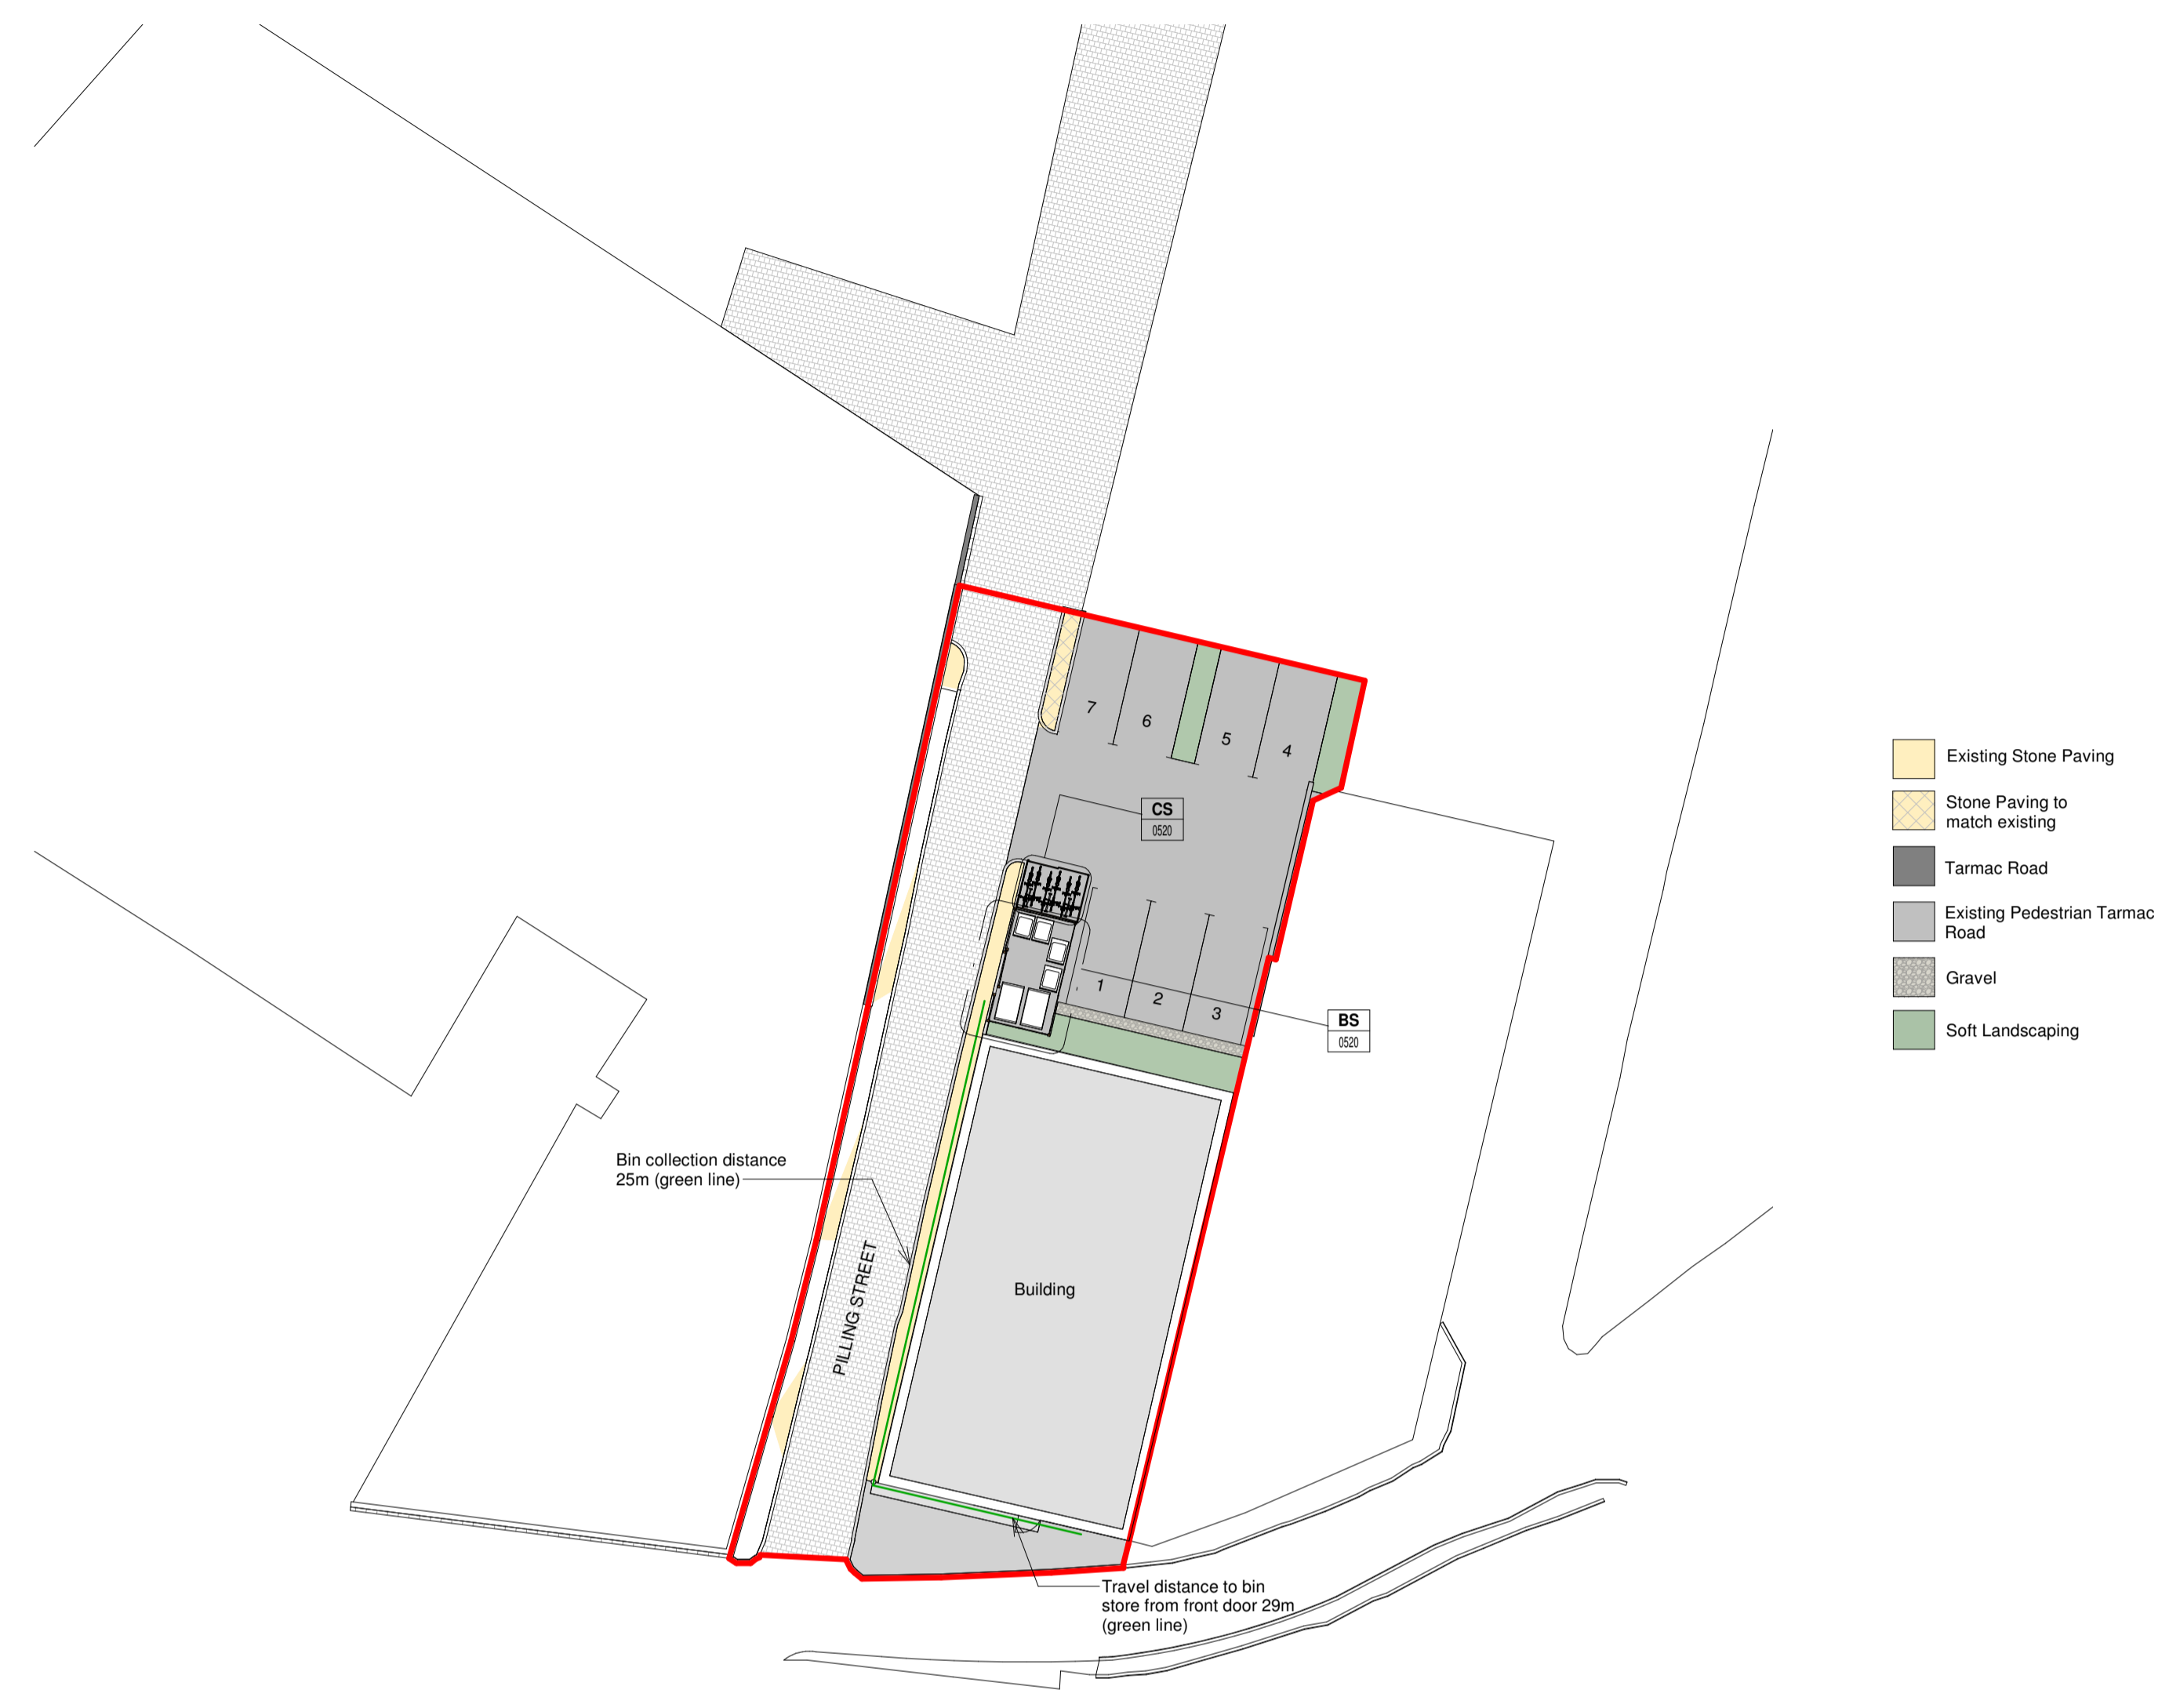 7
6
5
4
CS
0520
1
2
3
BS
0520
Existing Stone Paving
Stone Paving to
match existing
Tarmac Road
Existing Pedestrian Tarmac
Road
Gravel
Soft Landscaping
Bin collection distance
25m (green line)
PILLING STREET
Building
Travel distance to bin
store from front door 29m
(green line)